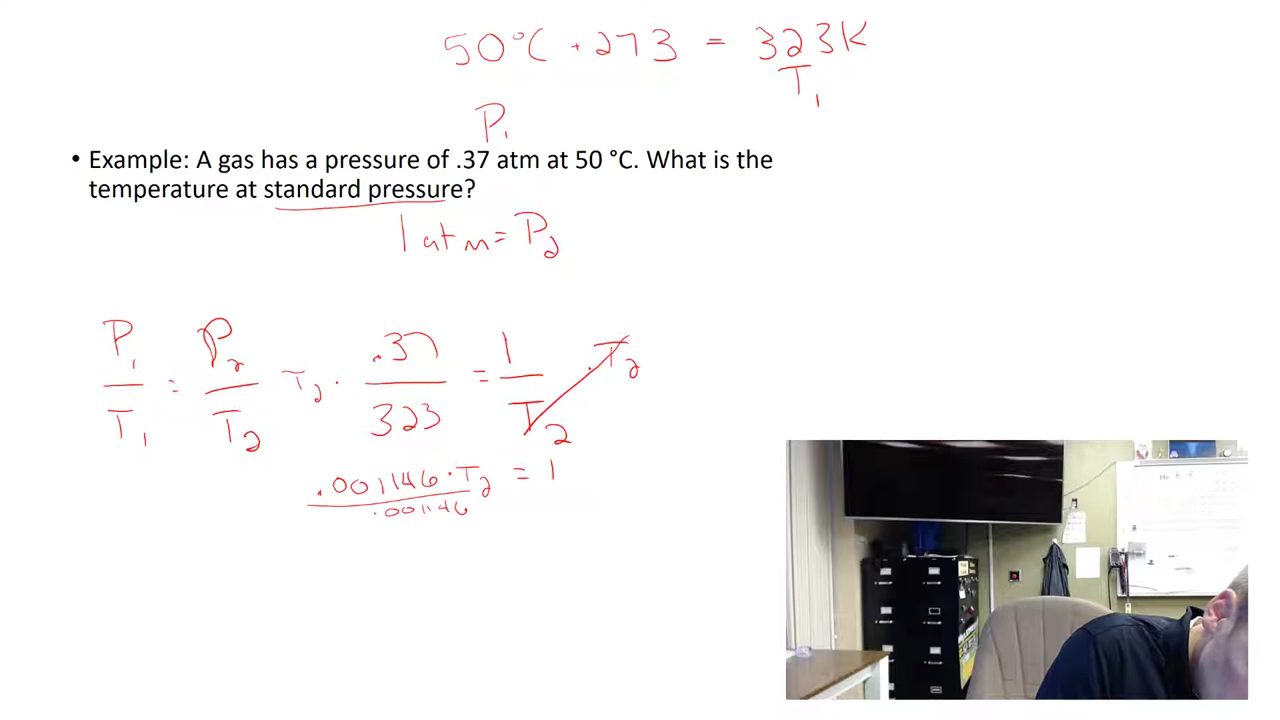 50°C + 273 = 323K
T1
P1
• Example: A gas has a pressure of .37 atm at 50 °C. What is the
temperature at standard pressure?
1 atm = P2
P1/T1 = P2/T2 T2 · .37/323 = 1/T2 · T2
.001146 · T2 = 1
.001146